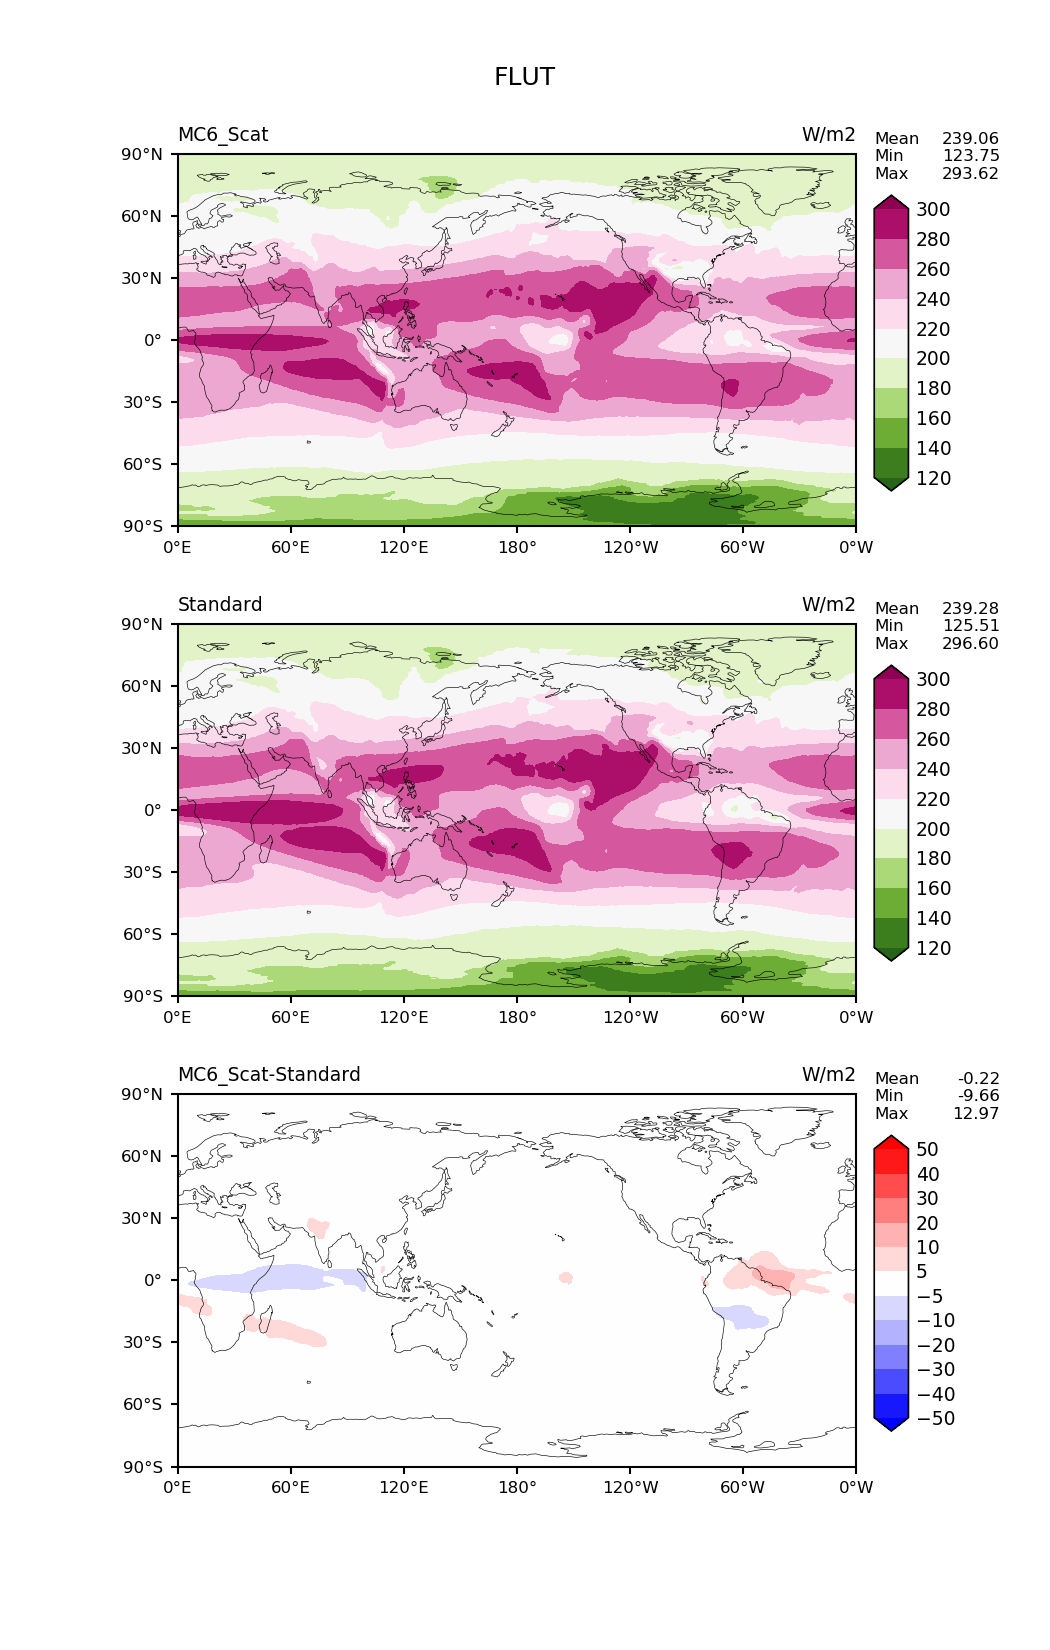 FLUT
MC6_Scat W/m2
Mean 239.06
Min 123.75
Max 293.62
90°N
60°N
30°N
0°
30°S
60°S
90°S
0°E 60°E 120°E 180° 120°W 60°W 0°W
300
280
260
240
220
200
180
160
140
120
Standard W/m2
Mean 239.28
Min 125.51
Max 296.60
90°N
60°N
30°N
0°
30°S
60°S
90°S
0°E 60°E 120°E 180° 120°W 60°W 0°W
300
280
260
240
220
200
180
160
140
120
MC6_Scat-Standard W/m2
Mean -0.22
Min -9.66
Max 12.97
90°N
60°N
30°N
0°
30°S
60°S
90°S
0°E 60°E 120°E 180° 120°W 60°W 0°W
50
40
30
20
10
5
−5
−10
−20
−30
−40
−50